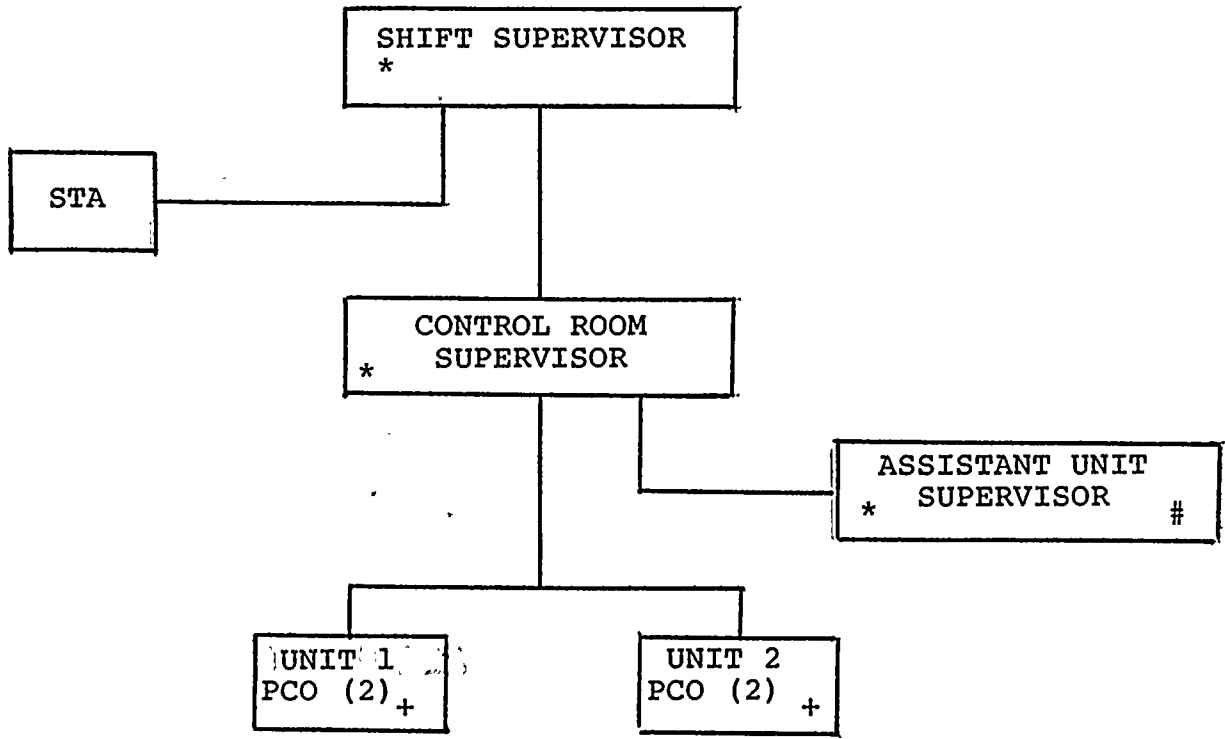 SHIFT SUPERVISOR
*
STA
CONTROL ROOM
* SUPERVISOR
ASSISTANT UNIT
* SUPERVISOR #
UNIT 1
PCO (2) +
UNIT 2
PCO (2) +